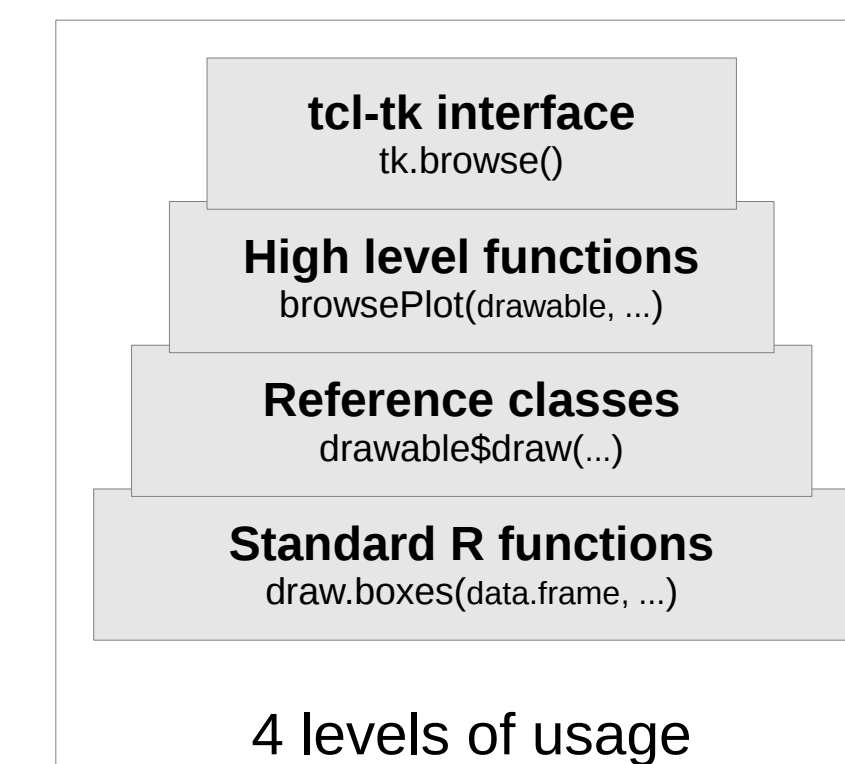 tcl-tk interface
tk.browse()
High level functions
browsePlot(drawable, ...)
Reference classes
drawable$draw(...)
Standard R functions
draw.boxes(data.frame, ...)
4 levels of usage